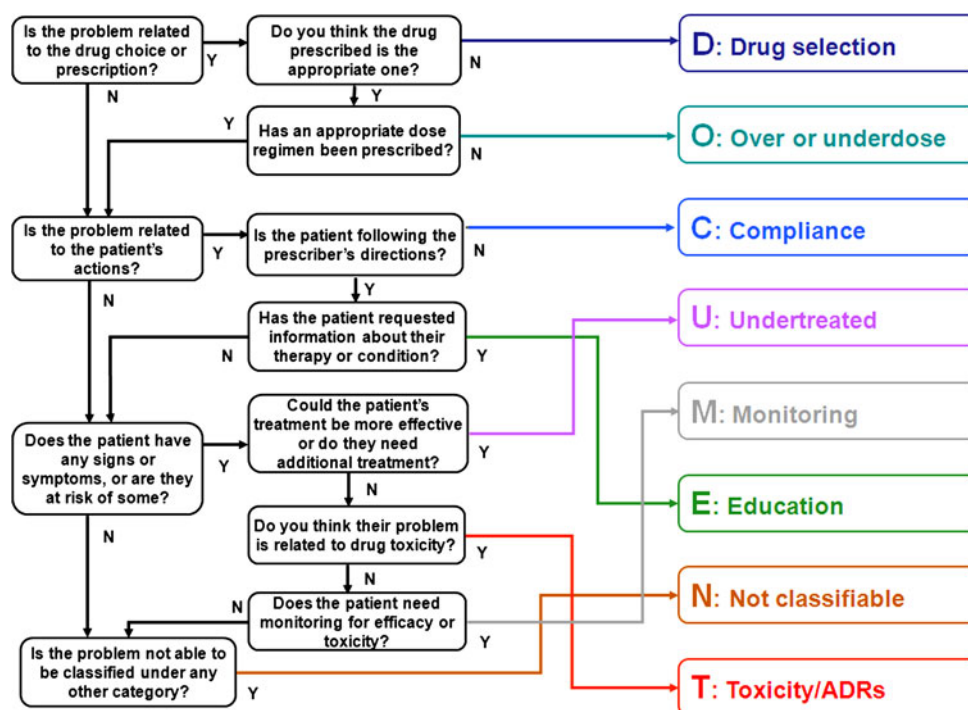 Is the problem related
to the drug choice or
prescription?
Y
N
Do you think the drug
prescribed is the
appropriate one?
N
Y
D: Drug selection
Y
Has an appropriate dose
regimen been prescribed?
N
O: Over or underdose
Is the problem related
to the patient's
actions?
Y
N
Is the patient following the
prescriber's directions?
N
Y
C: Compliance
Has the patient requested
information about their
therapy or condition?
N
Y
U: Undertreated
Does the patient have
any signs or
symptoms, or are they
at risk of some?
Y
N
Could the patient's
treatment be more effective
or do they need
additional treatment?
Y
N
M: Monitoring
Do you think their problem
is related to drug toxicity?
Y
N
E: Education
Does the patient need
monitoring for efficacy or
toxicity?
N
Y
N: Not classifiable
Is the problem not able to
be classified under any
other category?
Y
T: Toxicity/ADRs